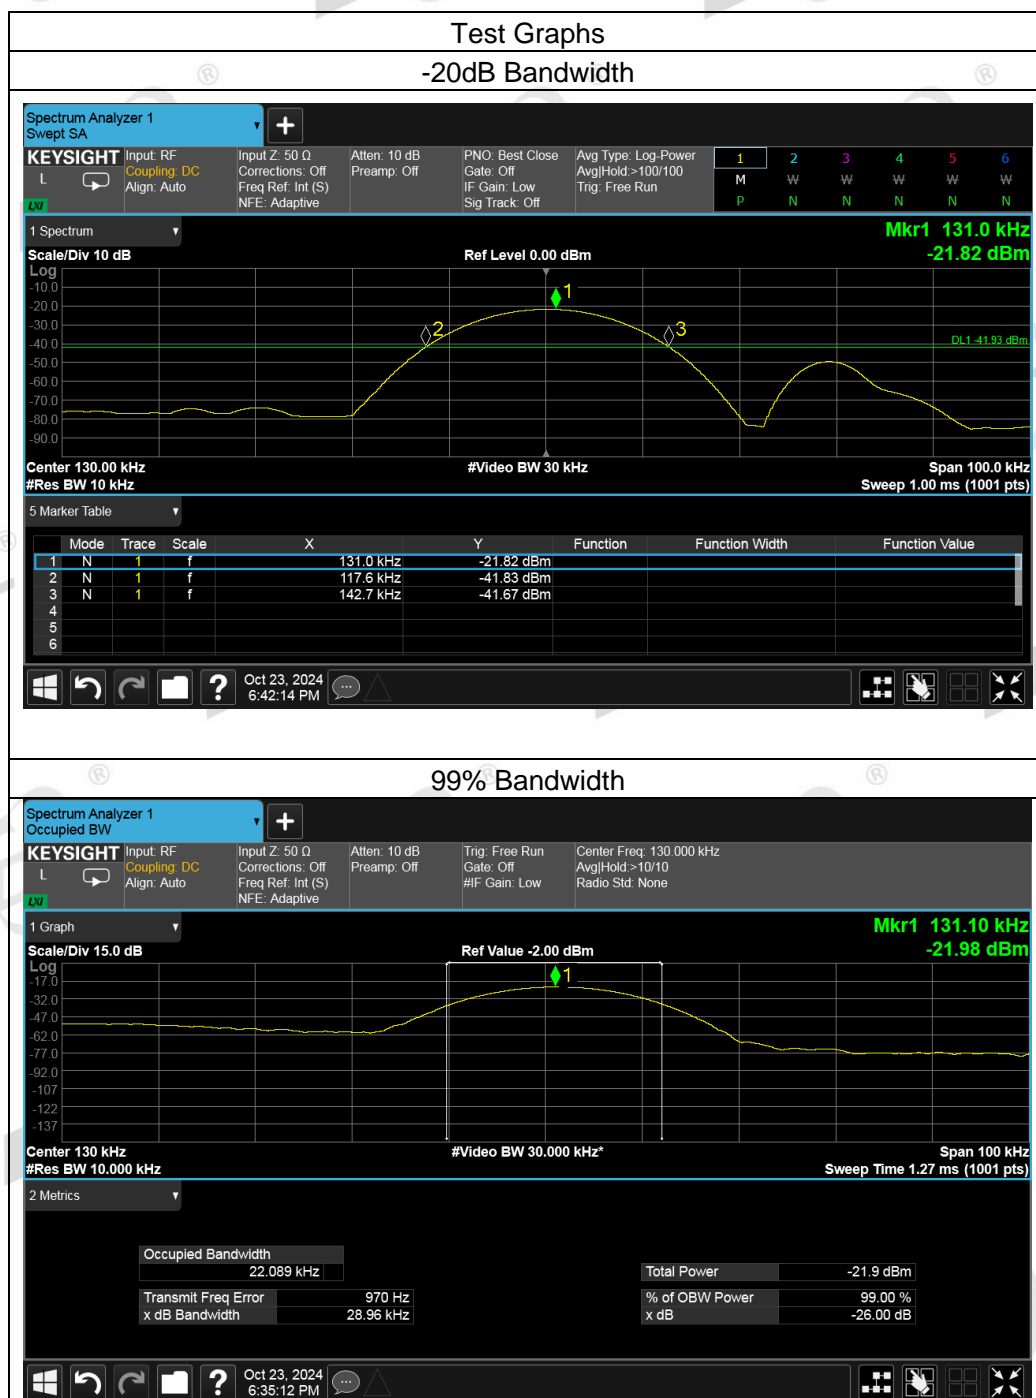 Test Graphs
-20dB Bandwidth
Spectrum Analyzer 1
Swept SA
KEYSIGHT Input: RF Input Z: 50 Ω Atten: 10 dB PNO: Best Close Avg Type: Log-Power 1 2 3 4 5 6
L Coupling: DC Corrections: Off Preamp: Off Gate: Off Avg|Hold:>100/100 M W W W W W
Align: Auto Freq Ref: Int (S) IF Gain: Low Trig: Free Run
LXI NFE: Adaptive Sig Track: Off P N N N N N
1 Spectrum Mkr1 131.0 kHz
Scale/Div 10 dB Ref Level 0.00 dBm -21.82 dBm
Log
-10.0
1
-20.0
-30.0
2 3
-40.0 DL1 -41.93 dBm
-50.0
-60.0
-70.0
-80.0
-90.0
Center 130.00 kHz #Video BW 30 kHz Span 100.0 kHz
#Res BW 10 kHz Sweep 1.00 ms (1001 pts)
5 Marker Table
Mode Trace Scale X Y Function Function Width Function Value
1 N 1 f 131.0 kHz -21.82 dBm
2 N 1 f 117.6 kHz -41.83 dBm
3 N 1 f 142.7 kHz -41.67 dBm
4
5
6
? Oct 23, 2024
6:42:14 PM
99% Bandwidth
Spectrum Analyzer 1
Occupied BW
KEYSIGHT Input: RF Input Z: 50 Ω Atten: 10 dB Trig: Free Run Center Freq: 130.000 kHz
L Coupling: DC Corrections: Off Preamp: Off Gate: Off Avg|Hold:>10/10
Align: Auto Freq Ref: Int (S) #IF Gain: Low Radio Std: None
LXI NFE: Adaptive
1 Graph Mkr1 131.10 kHz
Scale/Div 15.0 dB Ref Value -2.00 dBm -21.98 dBm
Log
-17.0 1
-32.0
-47.0
-62.0
-77.0
-92.0
-107
-122
-137
Center 130 kHz #Video BW 30.000 kHz* Span 100 kHz
#Res BW 10.000 kHz Sweep Time 1.27 ms (1001 pts)
2 Metrics
Occupied Bandwidth
22.089 kHz Total Power -21.9 dBm
Transmit Freq Error 970 Hz % of OBW Power 99.00 %
x dB Bandwidth 28.96 kHz x dB -26.00 dB
? Oct 23, 2024
6:35:12 PM